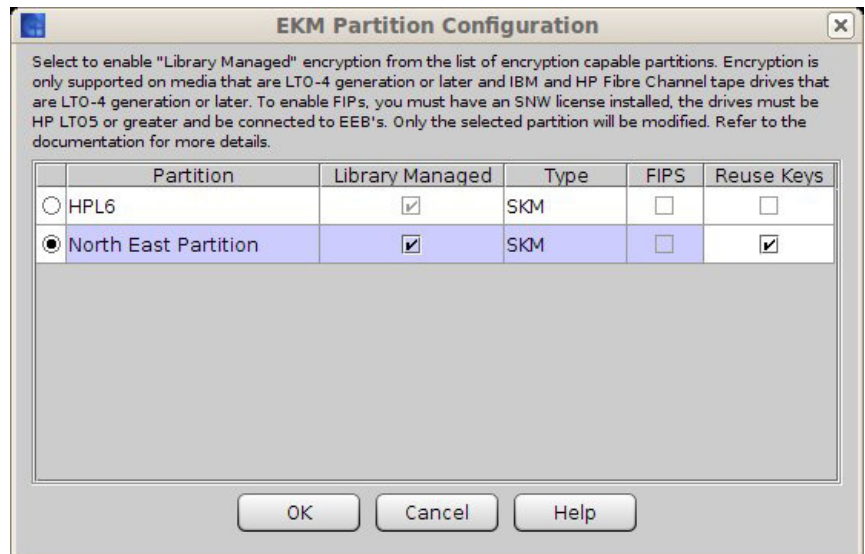 EKM Partition Configuration
Select to enable "Library Managed" encryption from the list of encryption capable partitions. Encryption is
only supported on media that are LTO-4 generation or later and IBM and HP Fibre Channel tape drives that
are LTO-4 generation or later. To enable FIPs, you must have an SNW license installed, the drives must be
HP LTO5 or greater and be connected to EEB's. Only the selected partition will be modified. Refer to the
documentation for more details.
Partition Library Managed Type FIPS Reuse Keys
HPL6 SKM
North East Partition SKM
OK Cancel Help